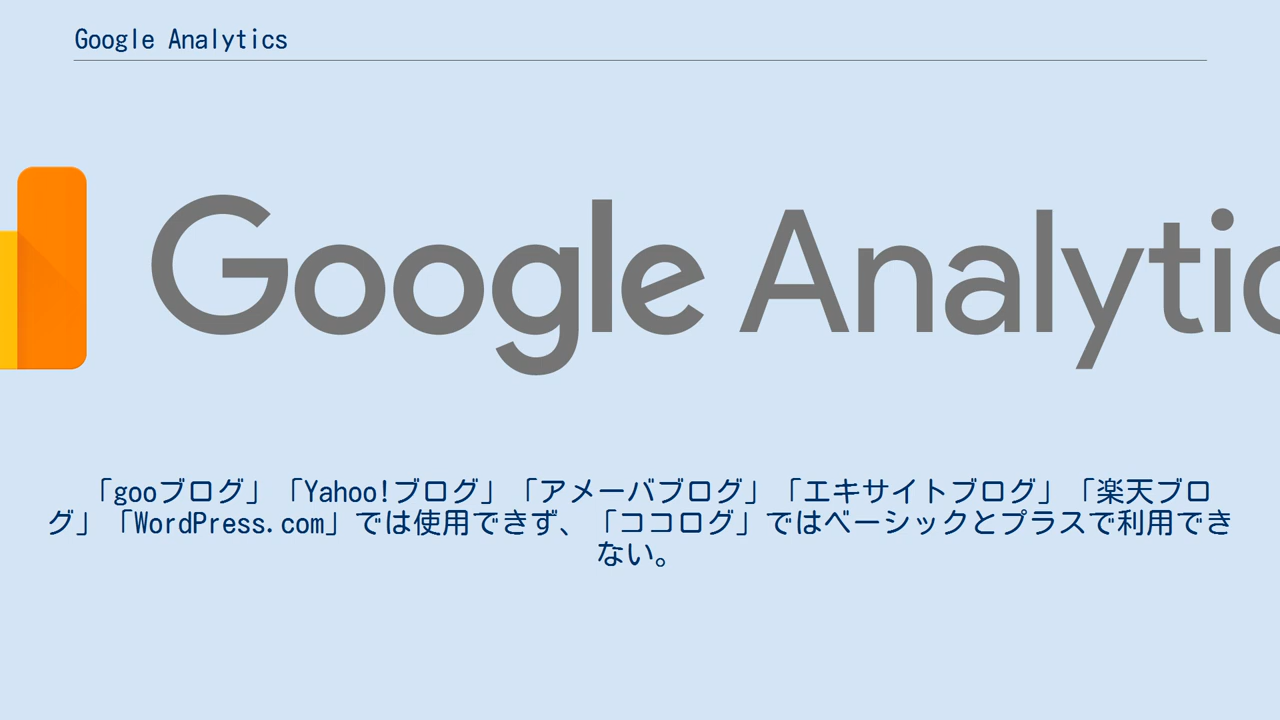 Google Analytics
Google Analytic
「gooブログ」「Yahoo!ブログ」「アメーバブログ」「エキサイトブログ」「楽天ブロ
グ」「WordPress.com」では使用できず、「ココログ」ではベーシックとプラスで利用でき
ない。